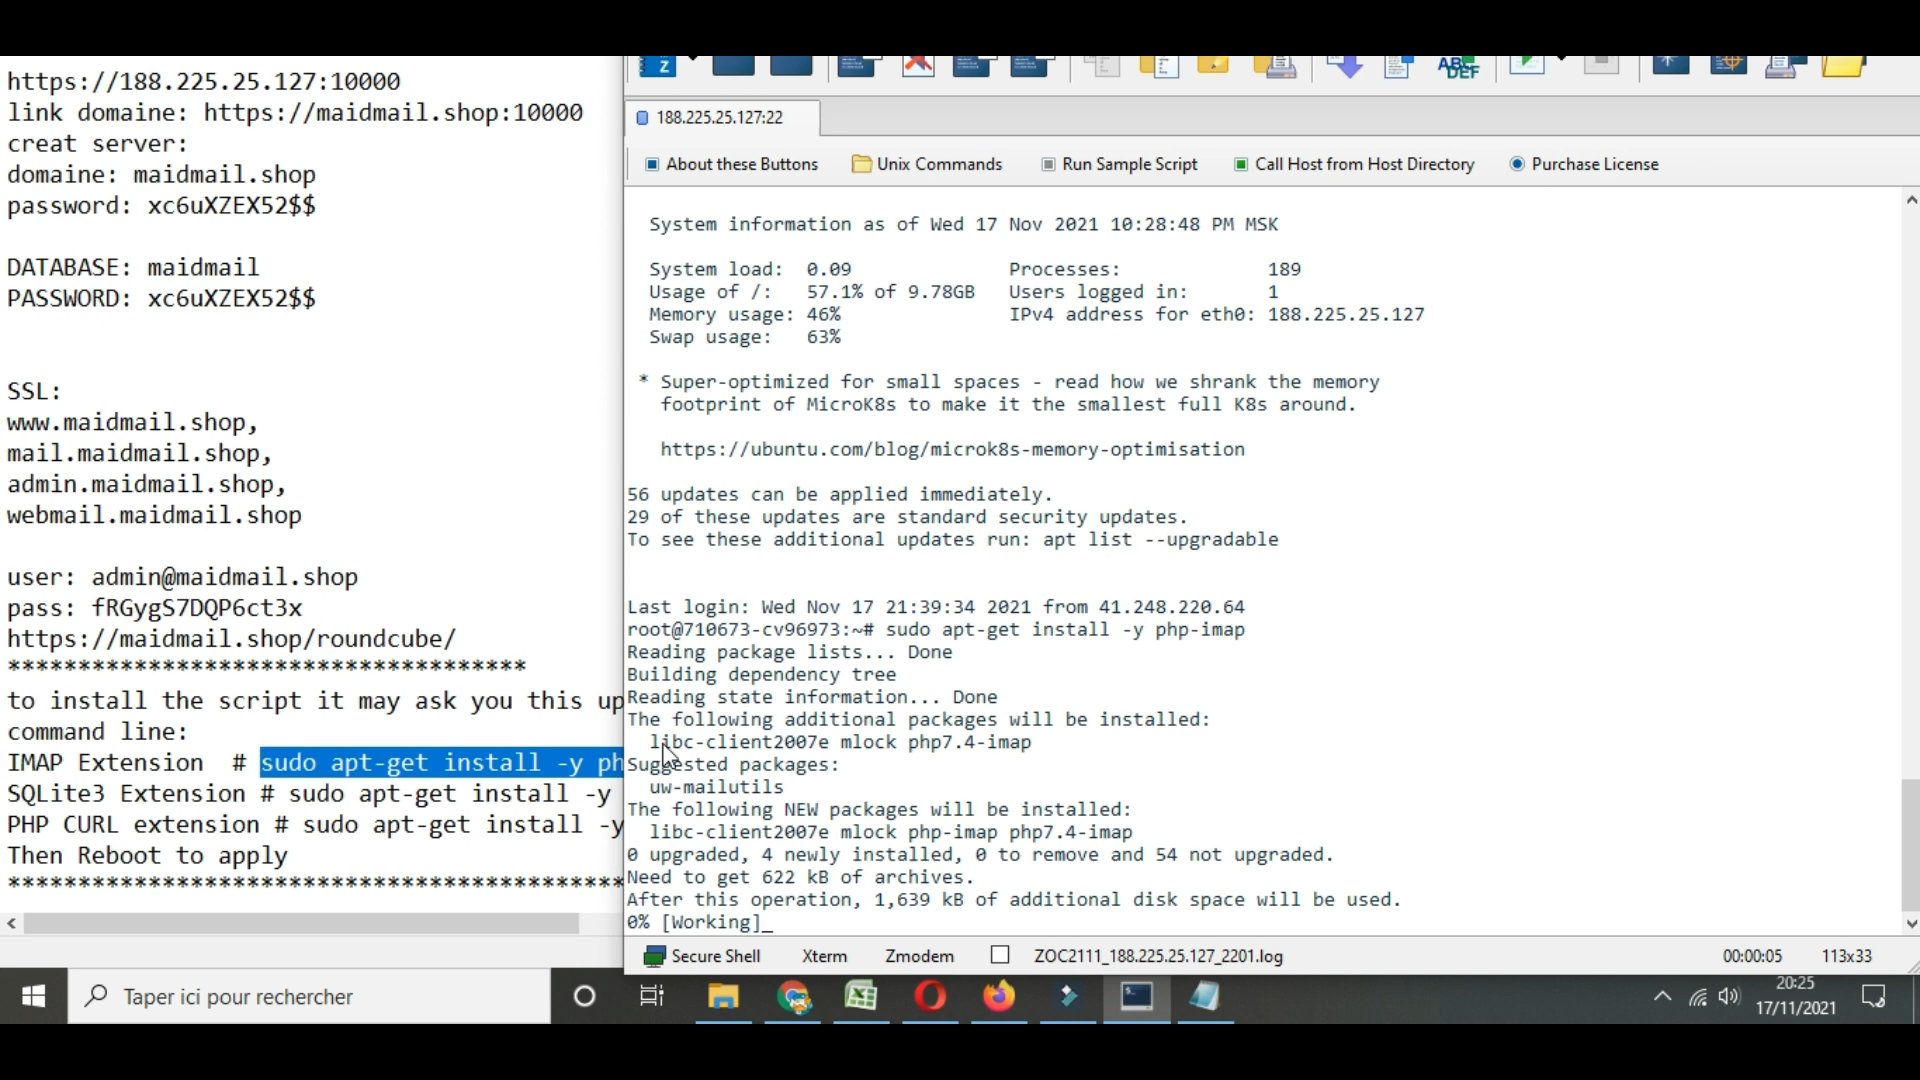 https://188.225.25.127:10000
link domaine: https://maidmail.shop:10000
creat server:
domaine: maidmail.shop
password: xc6uXZEX52$$
DATABASE: maidmail
PASSWORD: xc6uXZEX52$$
SSL:
www.maidmail.shop,
mail.maidmail.shop,
admin.maidmail.shop,
webmail.maidmail.shop
user: admin@maidmail.shop
pass: fRGygS7DQP6ct3x
https://maidmail.shop/roundcube/
*************************************
to install the script it may ask you this up
command line:
IMAP Extension # sudo apt-get install -y ph
SQLite3 Extension # sudo apt-get install -y
PHP CURL extension # sudo apt-get install -y
Then Reboot to apply
********************************************
Z
ABC
DEF
188.225.25.127:22
About these Buttons Unix Commands Run Sample Script Call Host from Host Directory Purchase License
System information as of Wed 17 Nov 2021 10:28:48 PM MSK
System load: 0.09 Processes: 189
Usage of /: 57.1% of 9.78GB Users logged in: 1
Memory usage: 46% IPv4 address for eth0: 188.225.25.127
Swap usage: 63%
* Super-optimized for small spaces - read how we shrank the memory
footprint of MicroK8s to make it the smallest full K8s around.
https://ubuntu.com/blog/microk8s-memory-optimisation
56 updates can be applied immediately.
29 of these updates are standard security updates.
To see these additional updates run: apt list --upgradable
Last login: Wed Nov 17 21:39:34 2021 from 41.248.220.64
root@710673-cv96973:~# sudo apt-get install -y php-imap
Reading package lists... Done
Building dependency tree
Reading state information... Done
The following additional packages will be installed:
libc-client2007e mlock php7.4-imap
Suggested packages:
uw-mailutils
The following NEW packages will be installed:
libc-client2007e mlock php-imap php7.4-imap
0 upgraded, 4 newly installed, 0 to remove and 54 not upgraded.
Need to get 622 kB of archives.
After this operation, 1,639 kB of additional disk space will be used.
0% [Working]_
Secure Shell Xterm Zmodem ZOC2111_188.225.25.127_2201.log 00:00:05 113x33
Taper ici pour rechercher
20:25
17/11/2021